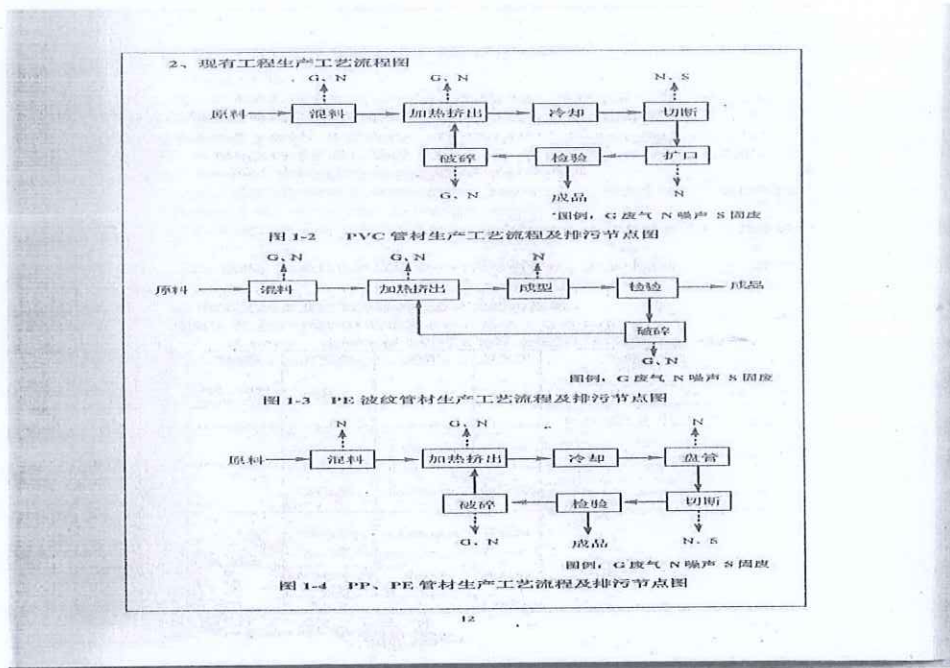 2、现有工程生产工艺流程图
G、N G、N N、S
原料 混料 加热挤出 冷却 切断
破碎 检验 扩口
G、N 成品 N
图例：G废气 N噪声 S固废
图 1-2 PVC 管材生产工艺流程及排污节点图
G、N G、N N
原料 混料 加热挤出 成型 检验 成品
破碎
G、N
图例：G废气 N噪声 S固废
图 1-3 PE 波纹管材生产工艺流程及排污节点图
N G、N N
原料 混料 加热挤出 冷却 盘管
破碎 检验 切断
G、N 成品 N、S
图例：G废气 N噪声 S固废
图 1-4 PP、PE 管材生产工艺流程及排污节点图
12